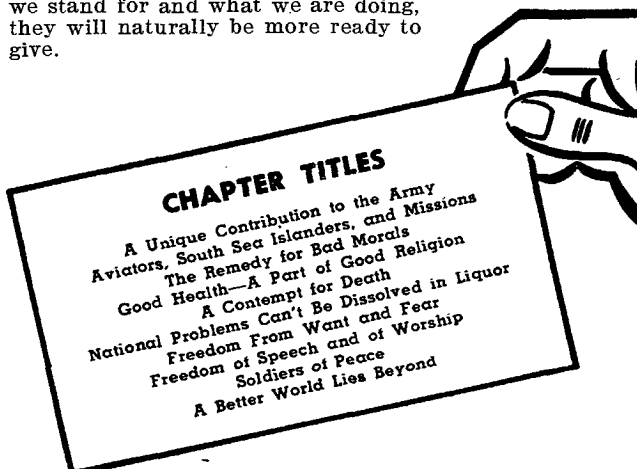 we stand for and what we are doing,
they will naturally be more ready to
give.
CHAPTER TITLES
A Unique Contribution to the Army
Aviators, South Sea Islanders, and Missions
The Remedy for Bad Morals
Good Health—A Part of Good Religion
A Contempt for Death
National Problems Can't Be Dissolved in Liquor
Freedom From Want and Fear
Freedom of Speech and of Worship
Soldiers of Peace
A Better World Lies Beyond